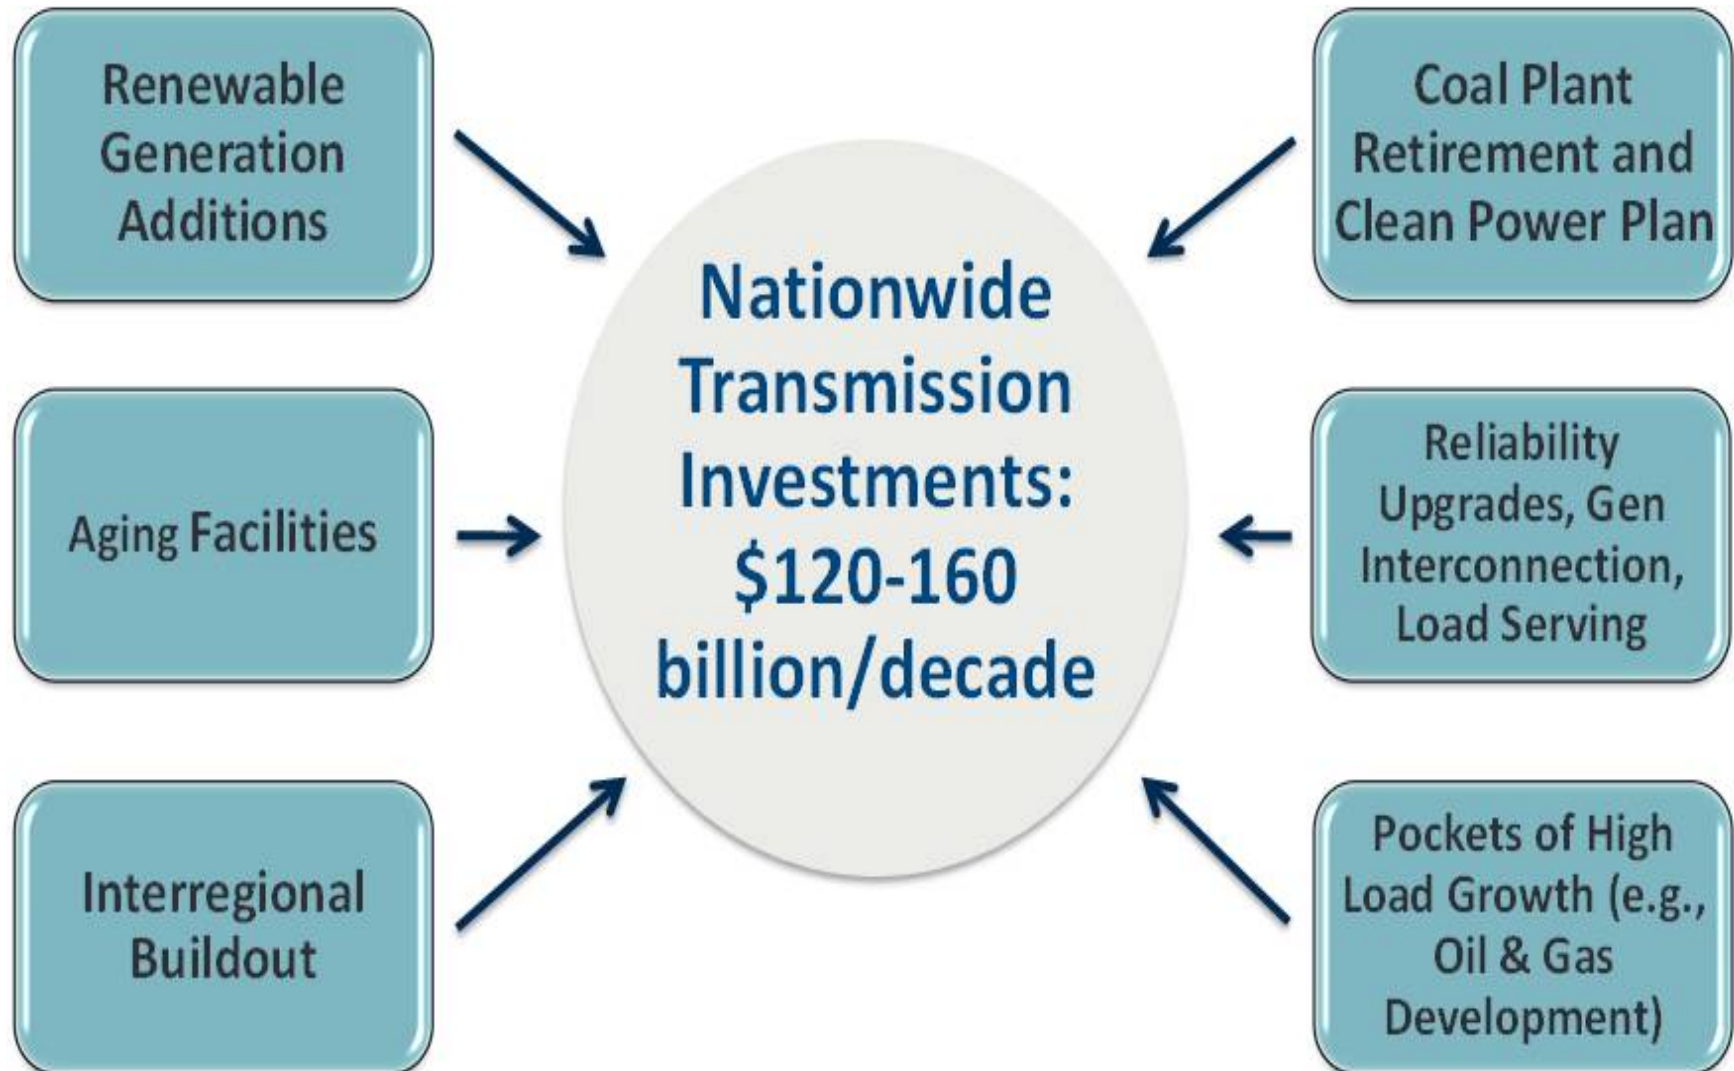 Renewable
Generation
Additions
Aging Facilities
Interregional
Buildout
Nationwide
Transmission
Investments:
$120-160
billion/decade
Coal Plant
Retirement and
Clean Power Plan
Reliability
Upgrades, Gen
Interconnection,
Load Serving
Pockets of High
Load Growth (e.g.,
Oil & Gas
Development)